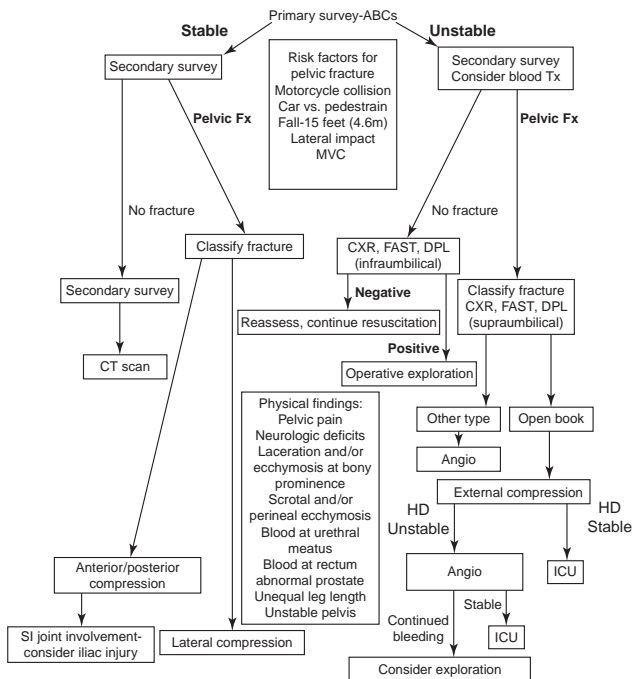 Primary survey-ABCs
Stable
Unstable
Secondary survey
Risk factors for
pelvic fracture
Motorcycle collision
Car vs. pedestrain
Fall-15 feet (4.6m)
Lateral impact
MVC
Secondary survey
Consider blood Tx
Pelvic Fx
Pelvic Fx
No fracture
No fracture
Classify fracture
CXR, FAST, DPL
(infraumbilical)
Secondary survey
Negative
Classify fracture
CXR, FAST, DPL
(supraumbilical)
Reassess, continue resuscitation
CT scan
Positive
Operative exploration
Physical findings:
Pelvic pain
Neurologic deficits
Laceration and/or
ecchymosis at bony
prominence
Scrotal and/or
perineal ecchymosis
Blood at urethral
meatus
Blood at rectum
abnormal prostate
Unequal leg length
Unstable pelvis
Other type
Open book
Angio
External compression
HD
Unstable
HD
Stable
Anterior/posterior
compression
Angio
ICU
Continued
bleeding
Stable
SI joint involvement-
consider iliac injury
Lateral compression
ICU
Consider exploration